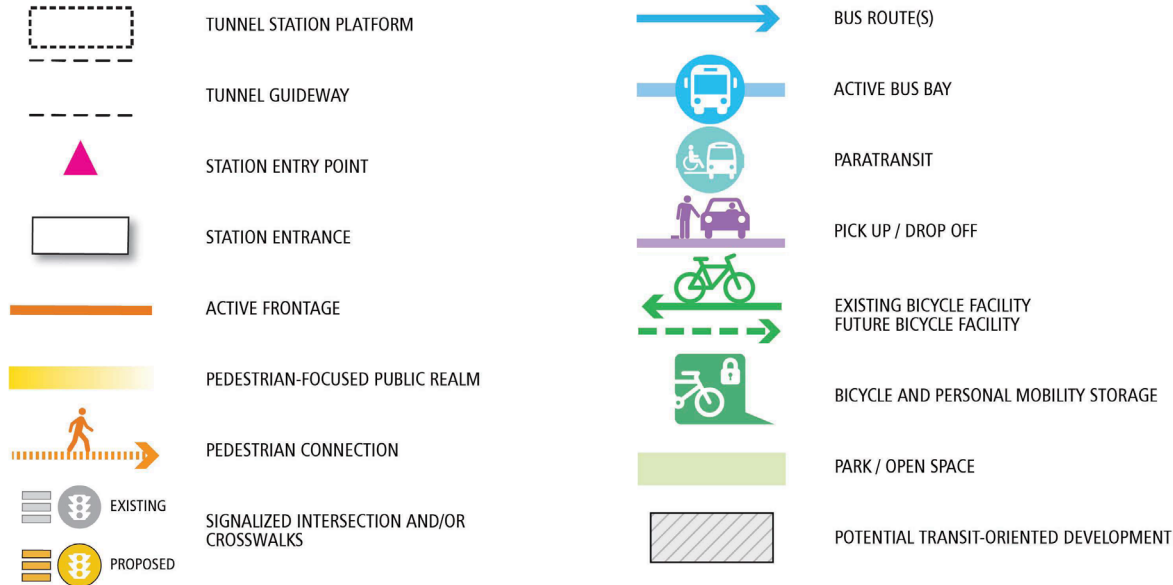 TUNNEL STATION PLATFORM
TUNNEL GUIDEWAY
STATION ENTRY POINT
STATION ENTRANCE
ACTIVE FRONTAGE
PEDESTRIAN-FOCUSED PUBLIC REALM
PEDESTRIAN CONNECTION
EXISTING
PROPOSED
SIGNALIZED INTERSECTION AND/OR
CROSSWALKS
BUS ROUTE(S)
ACTIVE BUS BAY
PARATRANSIT
PICK UP / DROP OFF
EXISTING BICYCLE FACILITY
FUTURE BICYCLE FACILITY
BICYCLE AND PERSONAL MOBILITY STORAGE
PARK / OPEN SPACE
POTENTIAL TRANSIT-ORIENTED DEVELOPMENT